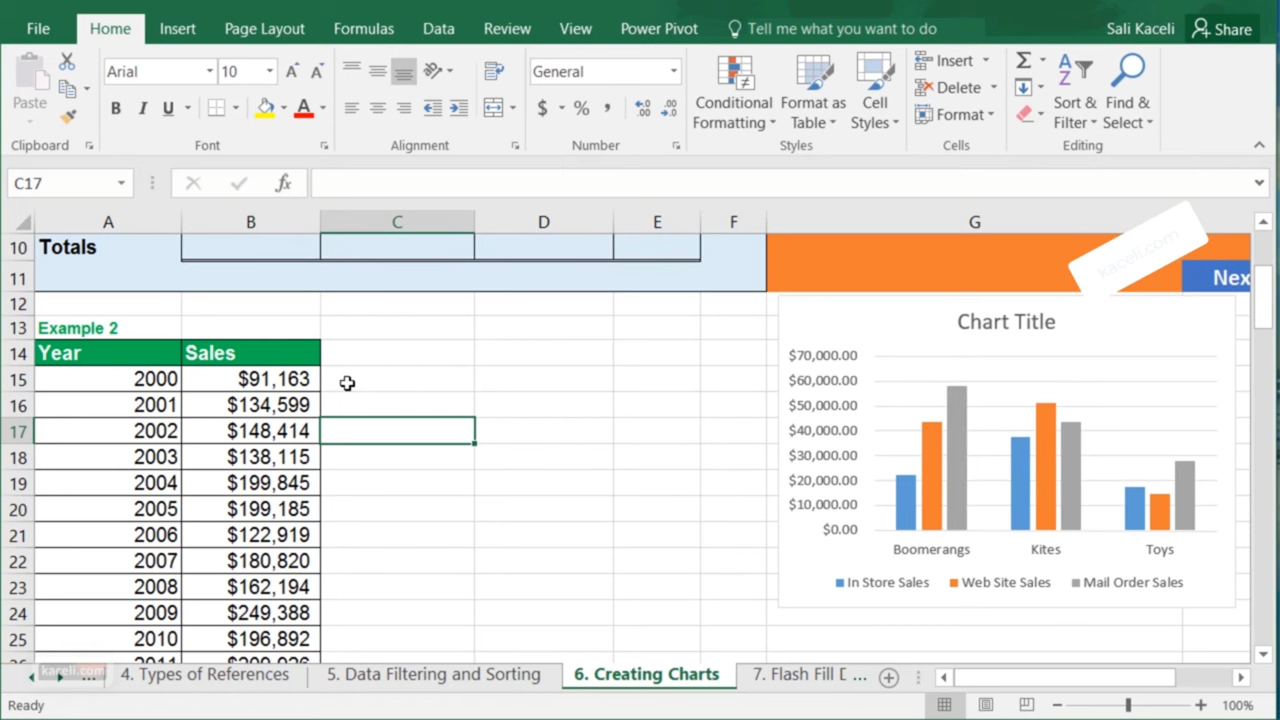 File Home Insert Page Layout Formulas Data Review View Power Pivot Tell me what you want to do Sali Kaceli Share
Paste
Arial 10
B I U
General
$ % ,
Conditional Formatting
Format as Table
Cell Styles
Insert
Delete
Format
Sort & Filter
Find & Select
Clipboard Font Alignment Number Styles Cells Editing
C17 fx
A B C D E F G
10 Totals
11 Nex
kaceli.com
12
13 Example 2
14 Year Sales
15 2000 $91,163
16 2001 $134,599
17 2002 $148,414
18 2003 $138,115
19 2004 $199,845
20 2005 $199,185
21 2006 $122,919
22 2007 $180,820
23 2008 $162,194
24 2009 $249,388
25 2010 $196,892
Chart Title
$70,000.00
$60,000.00
$50,000.00
$40,000.00
$30,000.00
$20,000.00
$10,000.00
$0.00
Boomerangs Kites Toys
In Store Sales Web Site Sales Mail Order Sales
kaceli.com
... 4. Types of References 5. Data Filtering and Sorting 6. Creating Charts 7. Flash Fill D ...
Ready 100%